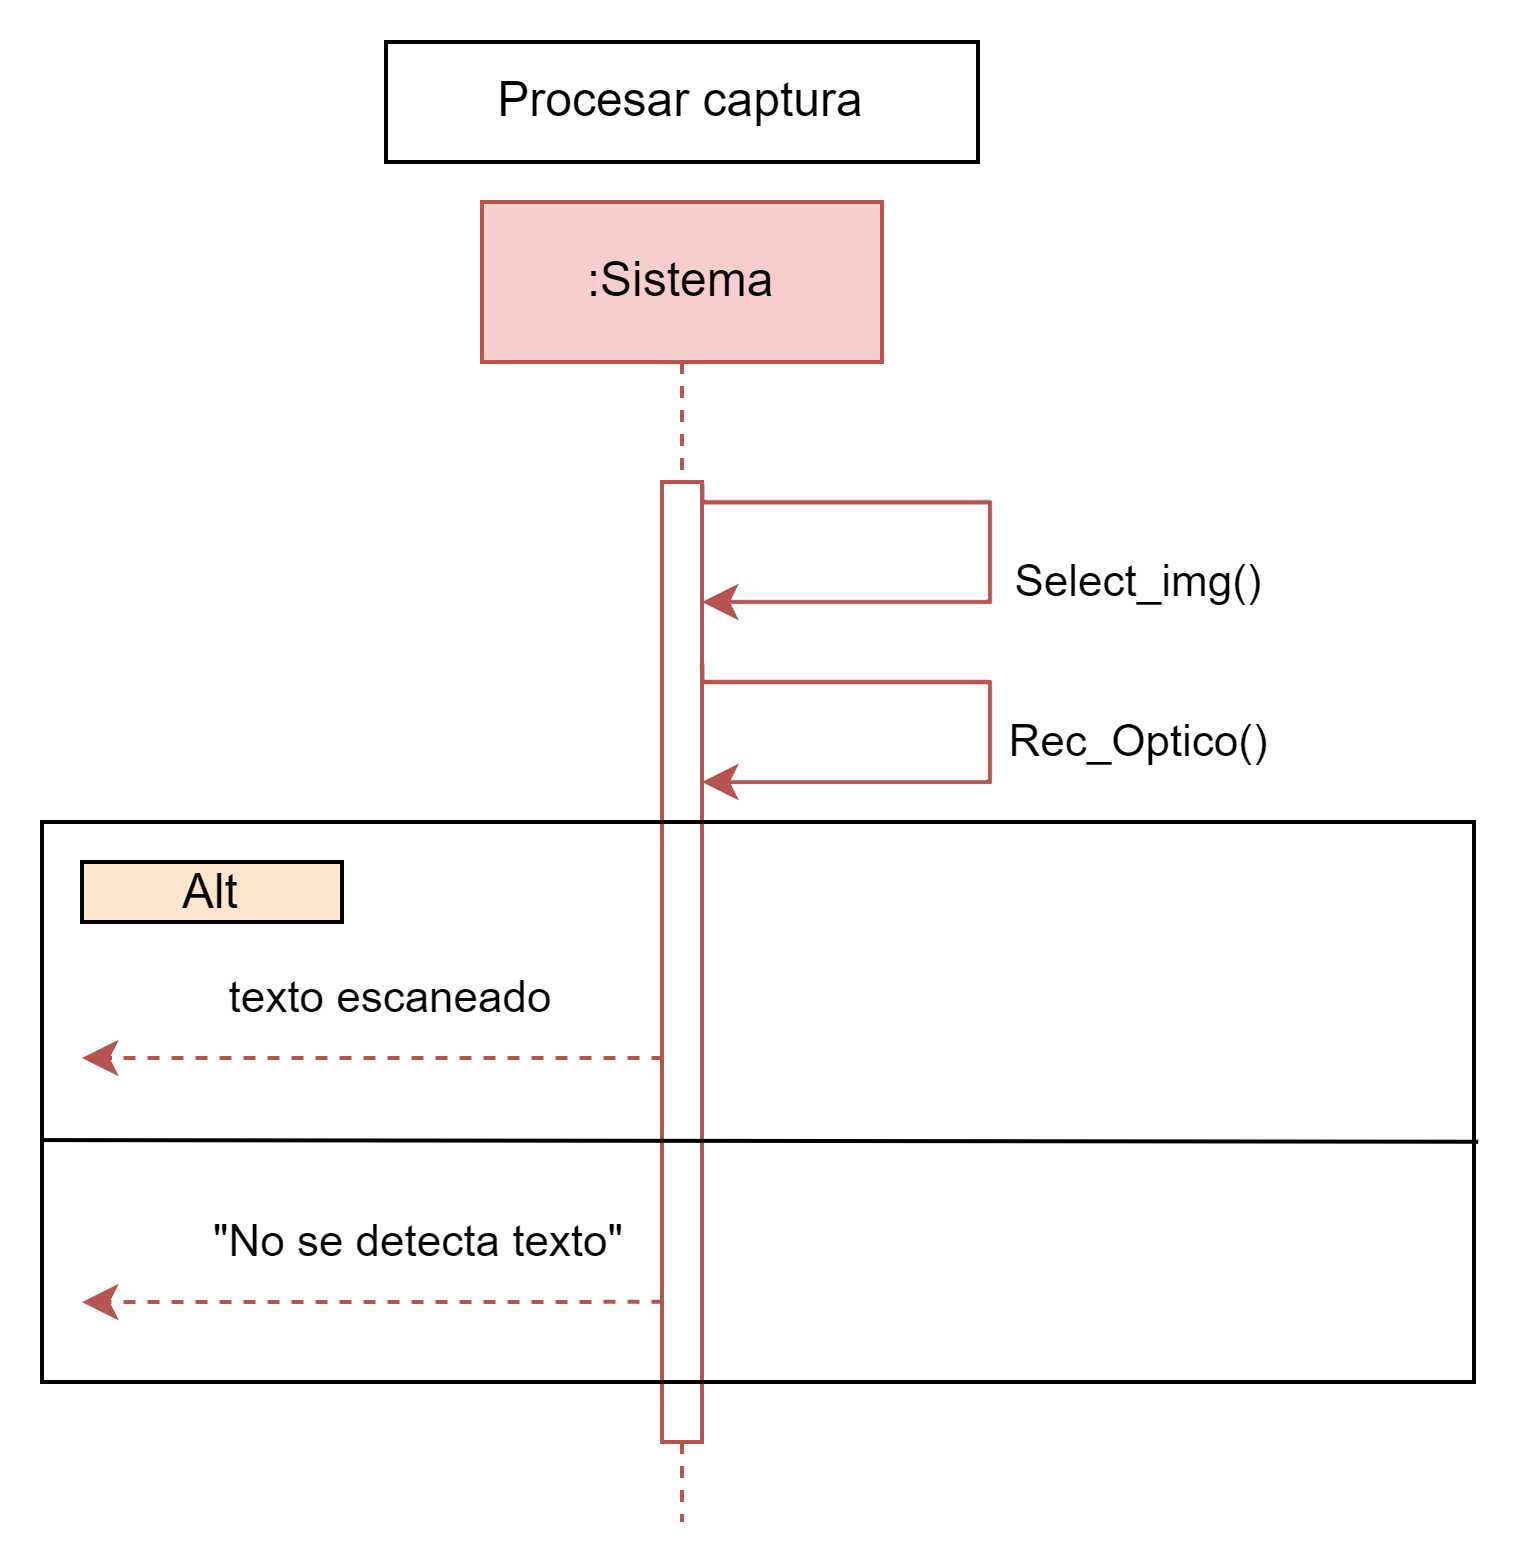 Procesar captura
:Sistema
Select_img()
Rec_Optico()
Alt
texto escaneado
"No se detecta texto"